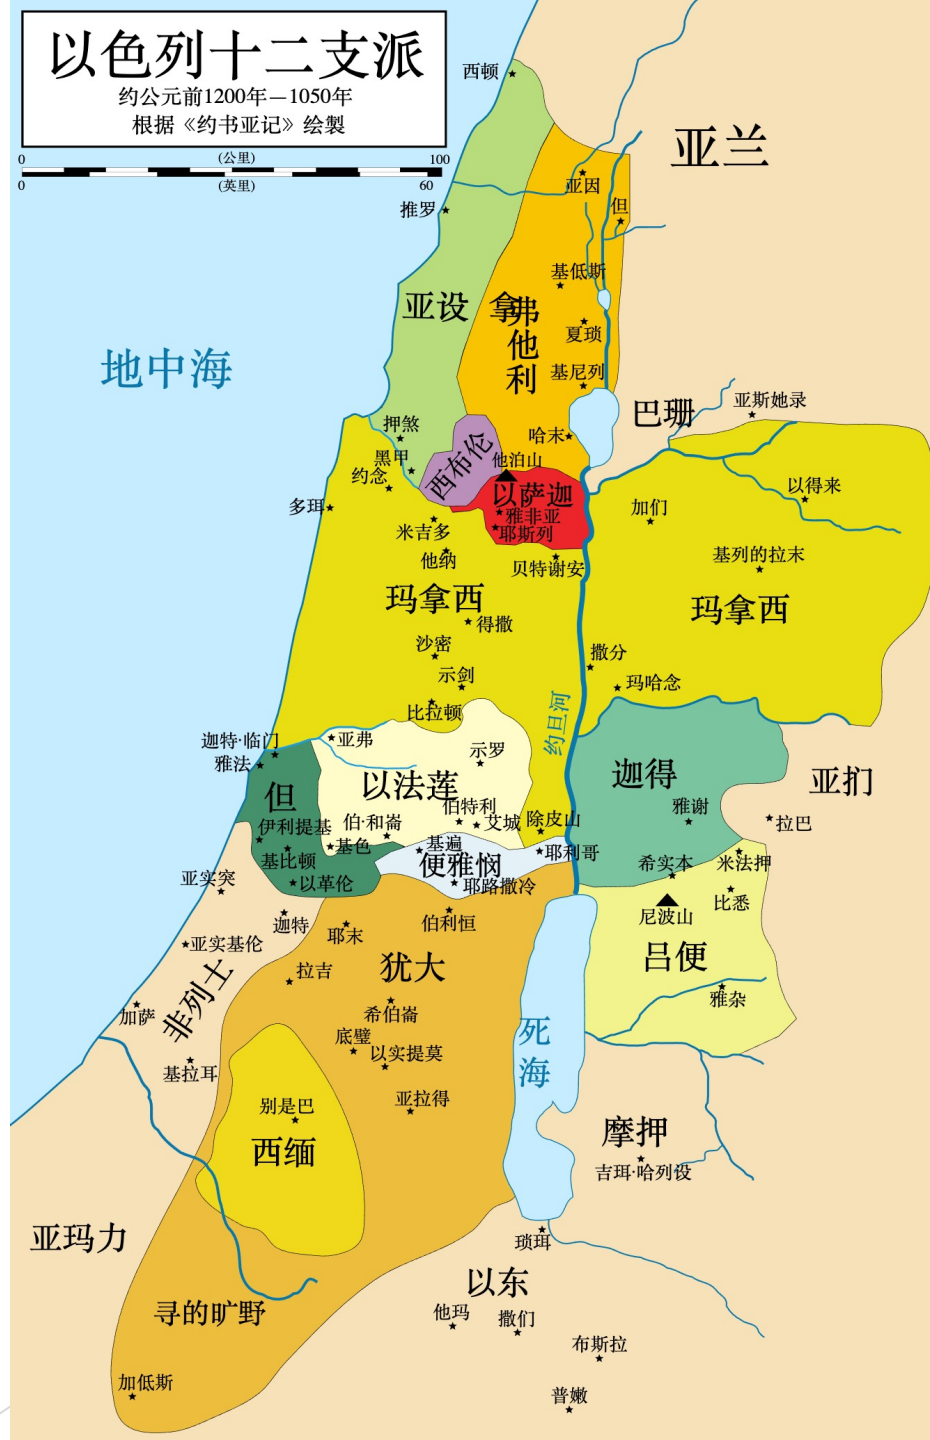 以色列十二支派
约公元前1200年－1050年
根据《约书亚记》绘製
0 (公里) 100
0 (英里) 60
西顿
亚兰
亚因
但
推罗
基低斯
亚设
拿弗他利
夏琐
地中海
基尼列
巴珊
亚斯她录
押煞
哈末
西布伦
黑甲
他泊山
约念
以萨迦
以得来
多珥
雅非亚
加们
米吉多
耶斯列
他纳
贝特谢安
基列的拉末
玛拿西
玛拿西
得撒
沙密
撒分
示剑
玛哈念
比拉顿
约旦河
迦特·临门
亚弗
雅法
示罗
迦得
亚扪
但
以法莲
伯特利
雅谢
伊利提基
伯·和崙
艾城
除皮山
拉巴
基比顿
基色
基遍
便雅悯
耶利哥
希实本
米法押
亚实突
以革伦
耶路撒冷
比悉
迦特
耶末
伯利恒
尼波山
亚实基伦
拉吉
犹大
吕便
非列士
雅杂
加萨
希伯崙
底璧
死海
基拉耳
以实提莫
别是巴
亚拉得
西缅
摩押
吉珥·哈列设
亚玛力
琐珥
以东
寻的旷野
他玛
撒们
布斯拉
加低斯
普嫩